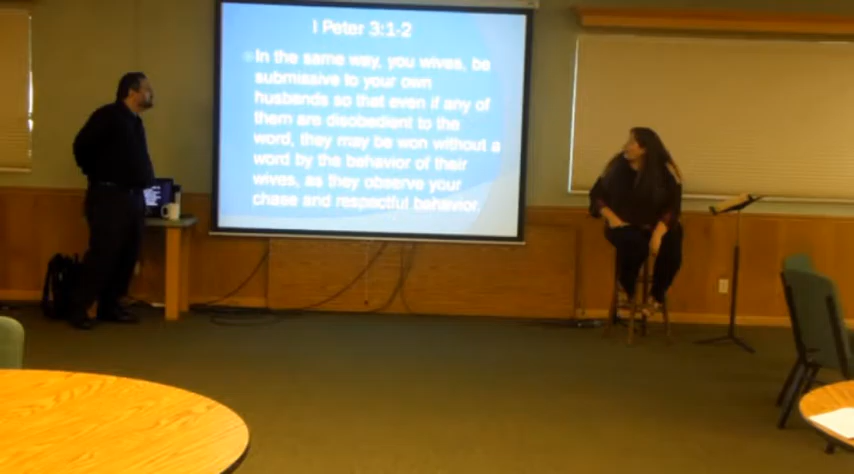 I Peter 3:1-2
In the same way, you wives, be
submissive to your own
husbands so that even if any of
them are disobedient to the
word, they may be won without a
word by the behavior of their
wives, as they observe your
chase and respectful behavior.